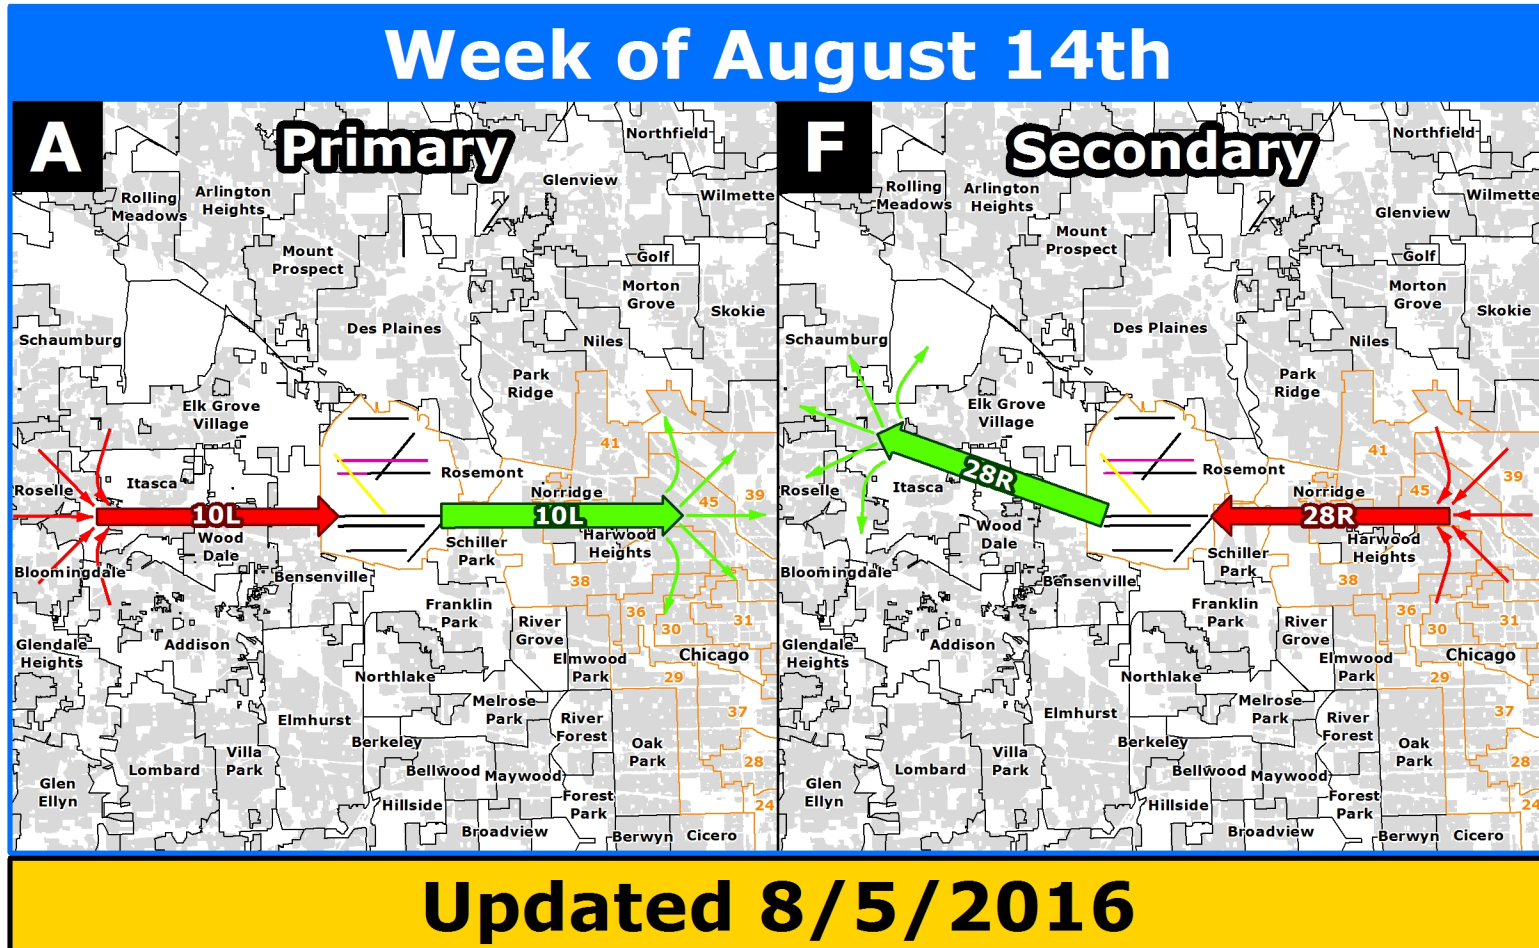 Week of August 14th
A
Primary
Northfield
Glenview
Wilmette
Rolling
Meadows
Arlington
Heights
Mount
Prospect
Golf
Morton
Grove
Skokie
Schaumburg
Des Plaines
Niles
Park
Ridge
Elk Grove
Village
41
Rosemont
Roselle
Itasca
Norridge
45
39
10L
10L
Wood
Dale
Harwood
Heights
Schiller
Park
Bloomingdale
Bensenville
38
Franklin
Park
36
30
31
River
Grove
Glendale
Heights
Addison
Chicago
Elmwood
Park
29
Northlake
Melrose
Park
37
Elmhurst
River
Forest
Berkeley
Oak
Park
Villa
Park
28
Lombard
Bellwood
Maywood
Glen
Ellyn
Hillside
Forest
Park
24
Broadview
Berwyn
Cicero
F
Secondary
Northfield
Rolling
Meadows
Arlington
Heights
Wilmette
Glenview
Mount
Prospect
Golf
Morton
Grove
Skokie
Schaumburg
Des Plaines
Niles
Park
Ridge
Elk Grove
Village
41
Rosemont
28R
Roselle
Itasca
Norridge
45
39
28R
Wood
Dale
Harwood
Heights
Schiller
Park
Bloomingdale
Bensenville
38
Franklin
Park
36
30
31
River
Grove
Glendale
Heights
Addison
Chicago
Elmwood
Park
29
Northlake
Melrose
Park
37
Elmhurst
River
Forest
Berkeley
Oak
Park
Villa
Park
28
Lombard
Bellwood
Maywood
Glen
Ellyn
Hillside
Forest
Park
24
Broadview
Berwyn
Cicero
Updated 8/5/2016